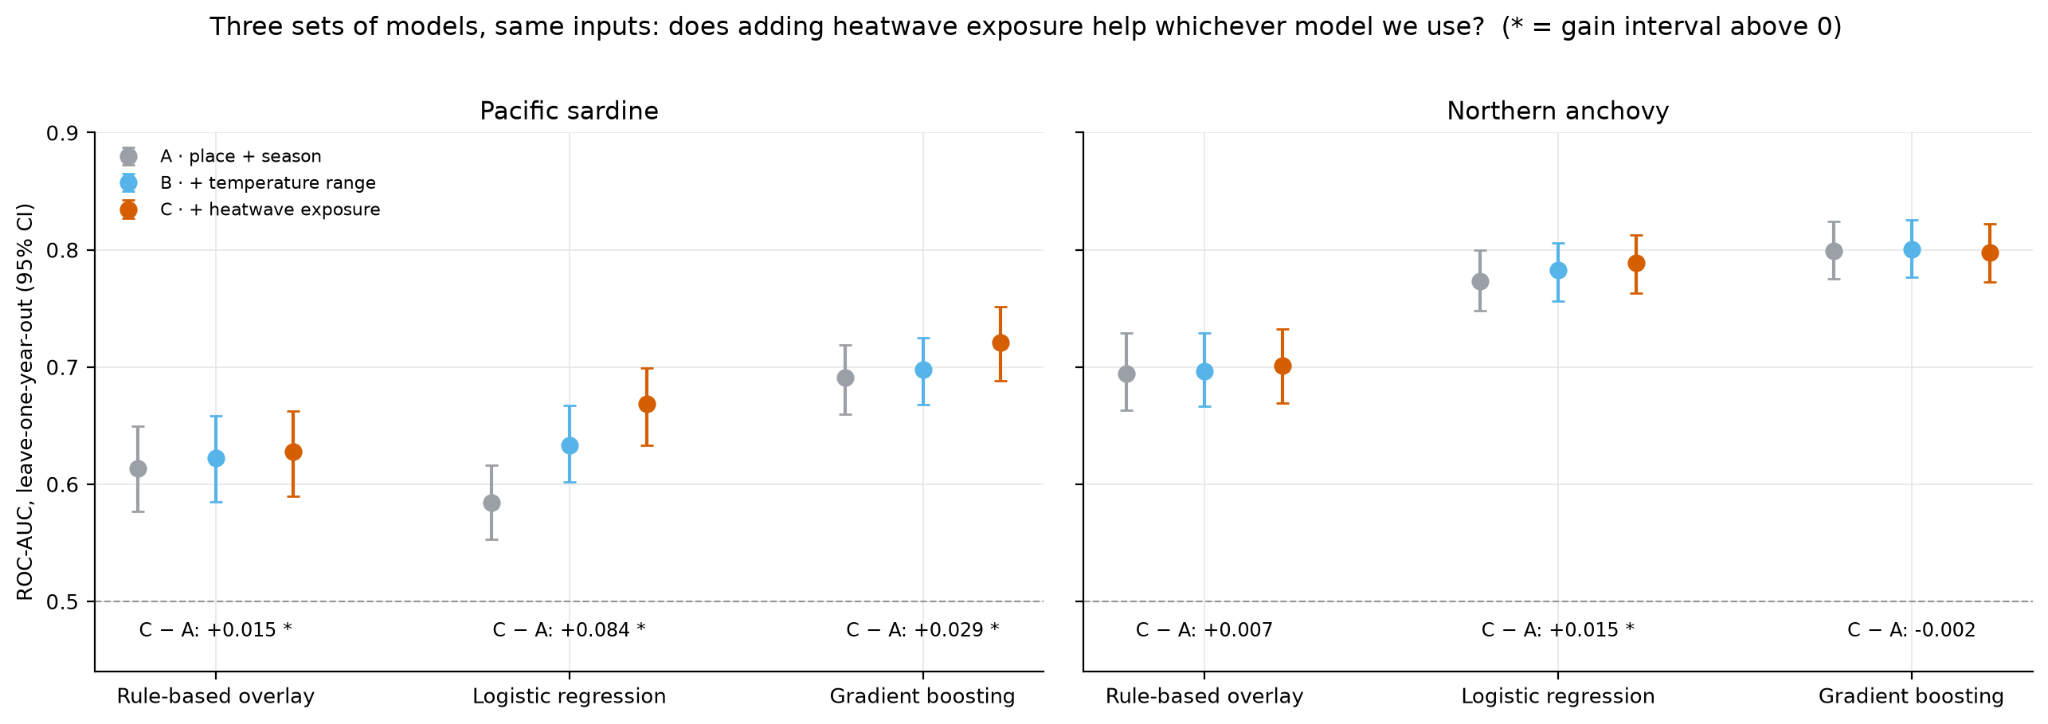 Three sets of models, same inputs: does adding heatwave exposure help whichever model we use?  (* = gain interval above 0)
Pacific sardine
Northern anchovy
ROC-AUC, leave-one-year-out (95% CI)
0.9
0.8
0.7
0.6
0.5
A · place + season
B · + temperature range
C · + heatwave exposure
C − A: +0.015 *
C − A: +0.084 *
C − A: +0.029 *
C − A: +0.007
C − A: +0.015 *
C − A: -0.002
Rule-based overlay
Logistic regression
Gradient boosting
Rule-based overlay
Logistic regression
Gradient boosting